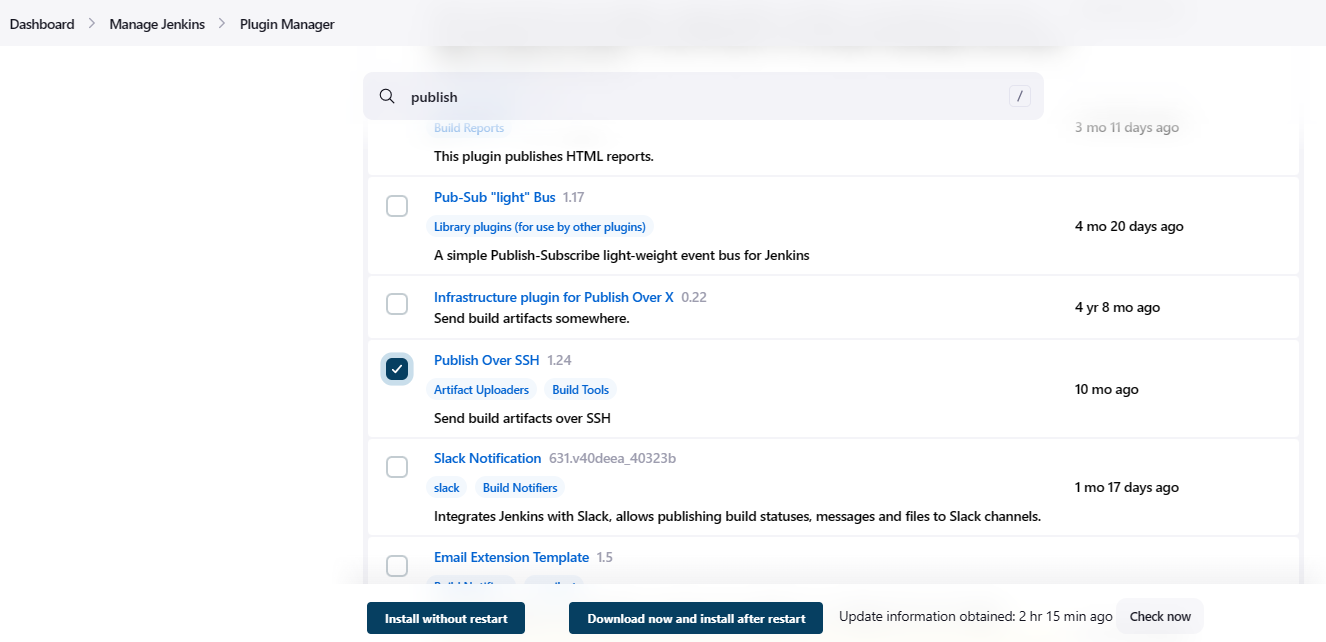 Dashboard > Manage Jenkins > Plugin Manager
publish /
Build Reports
3 mo 11 days ago
This plugin publishes HTML reports.
Pub-Sub "light" Bus 1.17
Library plugins (for use by other plugins)
4 mo 20 days ago
A simple Publish-Subscribe light-weight event bus for Jenkins
Infrastructure plugin for Publish Over X 0.22
4 yr 8 mo ago
Send build artifacts somewhere.
Publish Over SSH 1.24
Artifact Uploaders Build Tools
10 mo ago
Send build artifacts over SSH
Slack Notification 631.v40deea_40323b
slack Build Notifiers
1 mo 17 days ago
Integrates Jenkins with Slack, allows publishing build statuses, messages and files to Slack channels.
Email Extension Template 1.5
Install without restart Download now and install after restart Update information obtained: 2 hr 15 min ago Check now